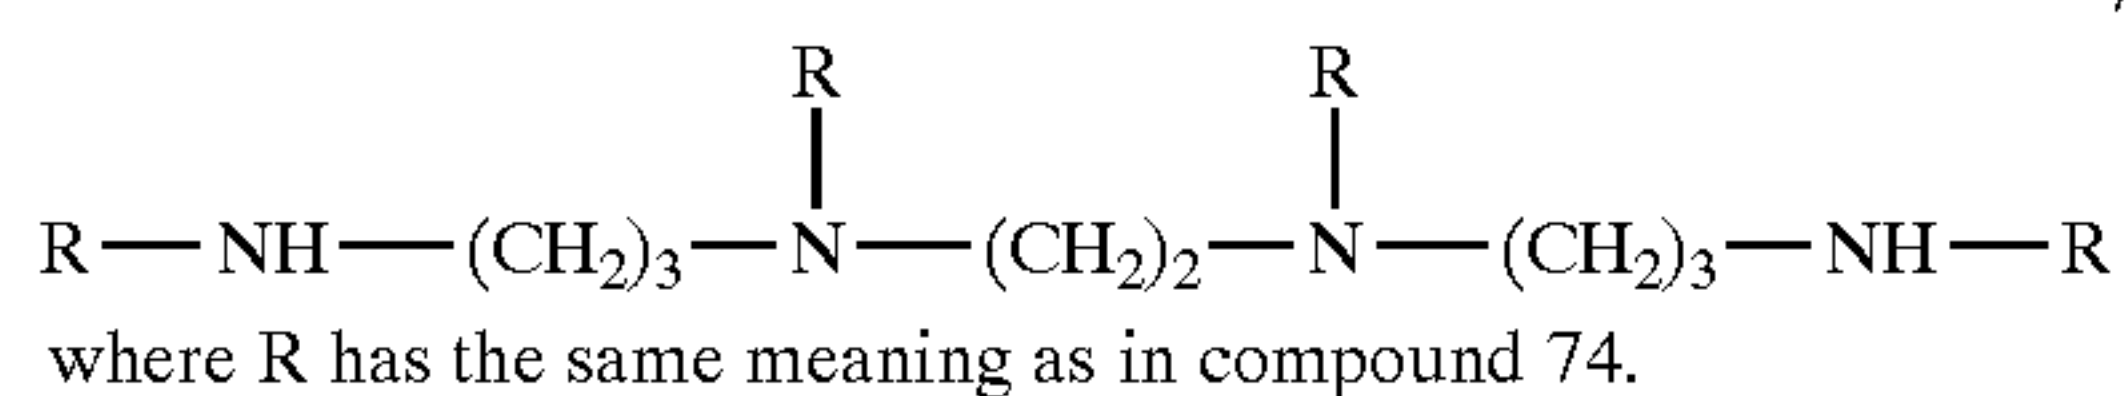 R R
R—NH—(CH₂)₃—N—(CH₂)₂—N—(CH₂)₃—NH—R
where R has the same meaning as in compound 74.